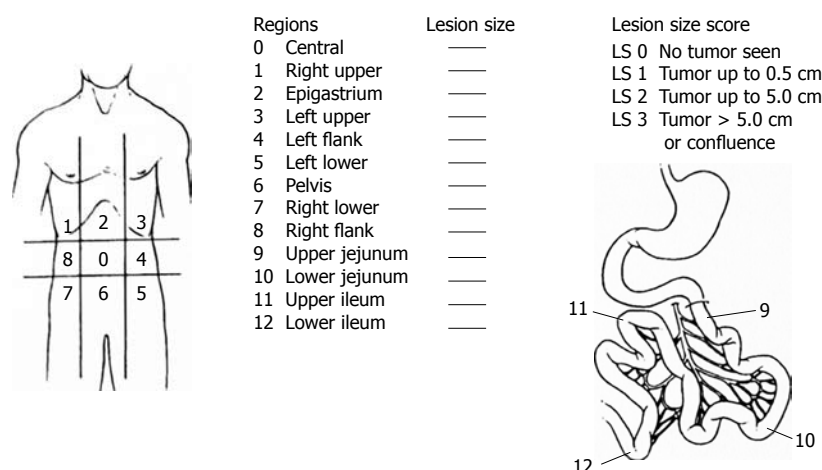 Regions Lesion size
0 Central
1 Right upper
2 Epigastrium
3 Left upper
4 Left flank
5 Left lower
6 Pelvis
7 Right lower
8 Right flank
9 Upper jejunum
10 Lower jejunum
11 Upper ileum
12 Lower ileum
Lesion size score
LS 0 No tumor seen
LS 1 Tumor up to 0.5 cm
LS 2 Tumor up to 5.0 cm
LS 3 Tumor > 5.0 cm
or confluence
1 2 3
8 0 4
7 6 5
11 9
10
12